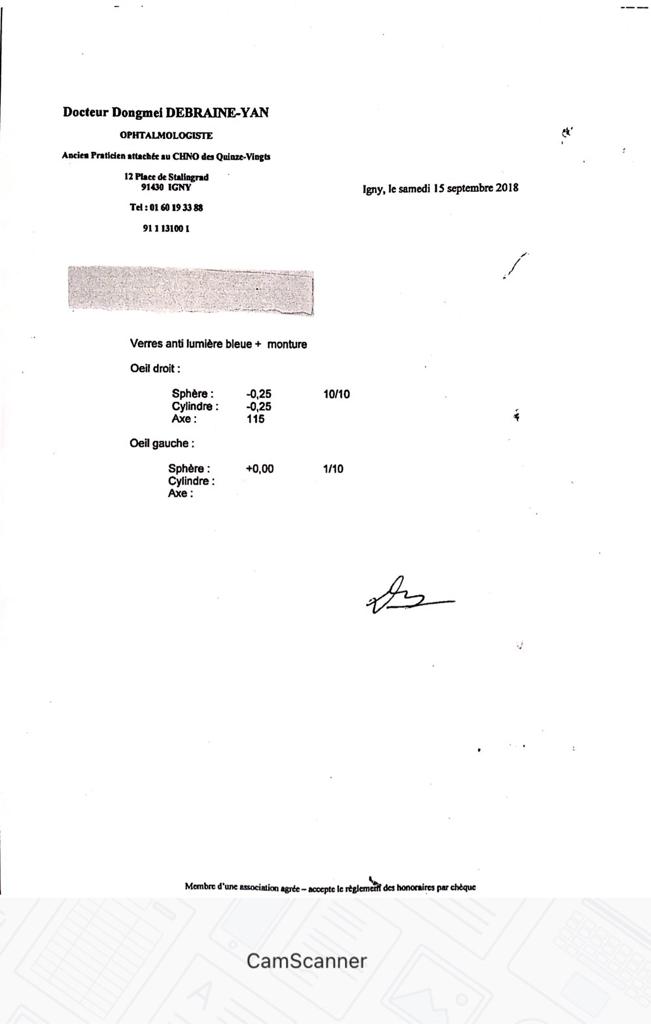 Docteur Dongmei DEBRAINE-YAN
OPHTALMOLOGISTE
Ancien Praticien attachée au CHNO des Quinze-Vingts
12 Place de Stalingrad
91430 IGNY
Igny, le samedi 15 septembre 2018
Tel : 01 60 19 33 88
91 1 13100 1
Verres anti lumière bleue + monture
Oeil droit :
Sphère : -0,25 10/10
Cylindre : -0,25
Axe : 115
Oeil gauche :
Sphère : +0,00 1/10
Cylindre :
Axe :
Membre d'une association agrée – accepte le règlement des honoraires par chèque
CamScanner